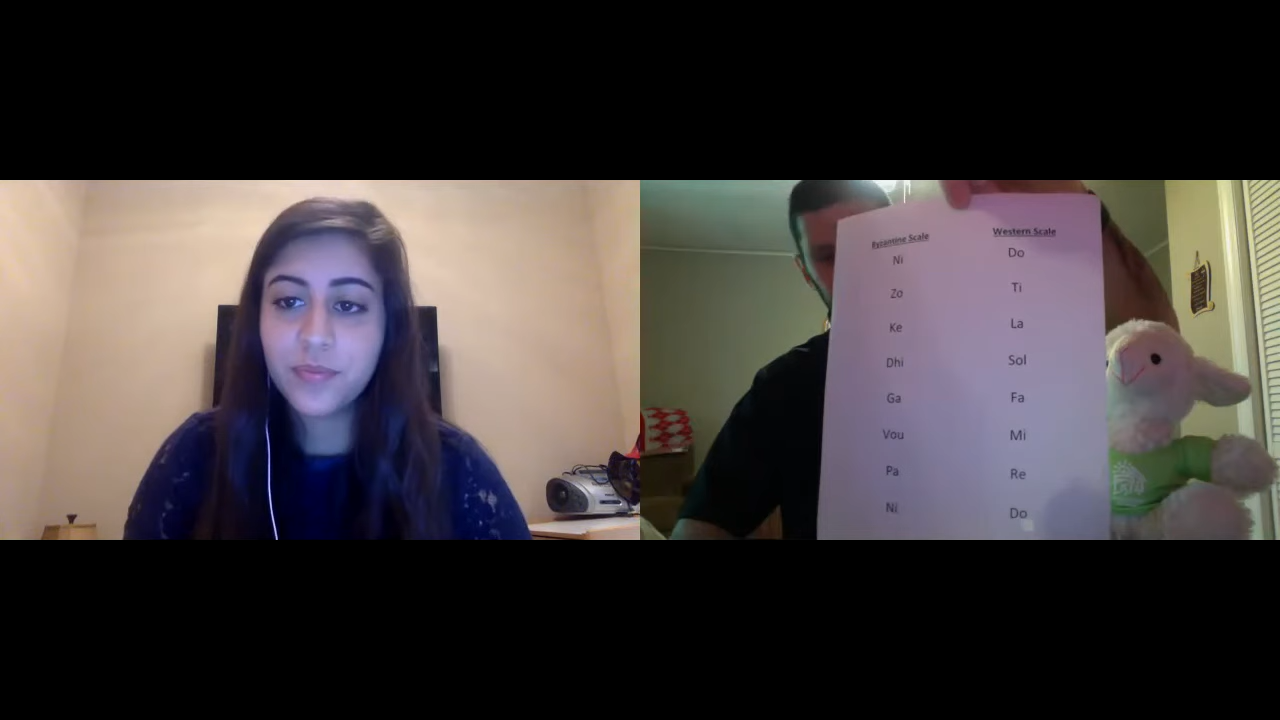 Byzantine Scale Western Scale
Ni Do
Zo Ti
Ke La
Dhi Sol
Ga Fa
Vou Mi
Pa Re
Ni Do